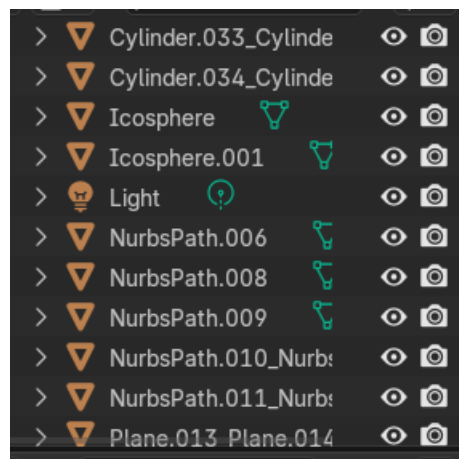 Cylinder.033_Cylinde
Cylinder.034_Cylinde
Icosphere
Icosphere.001
Light
NurbsPath.006
NurbsPath.008
NurbsPath.009
NurbsPath.010_Nurbs
NurbsPath.011_Nurbs
Plane.013_Plane.014